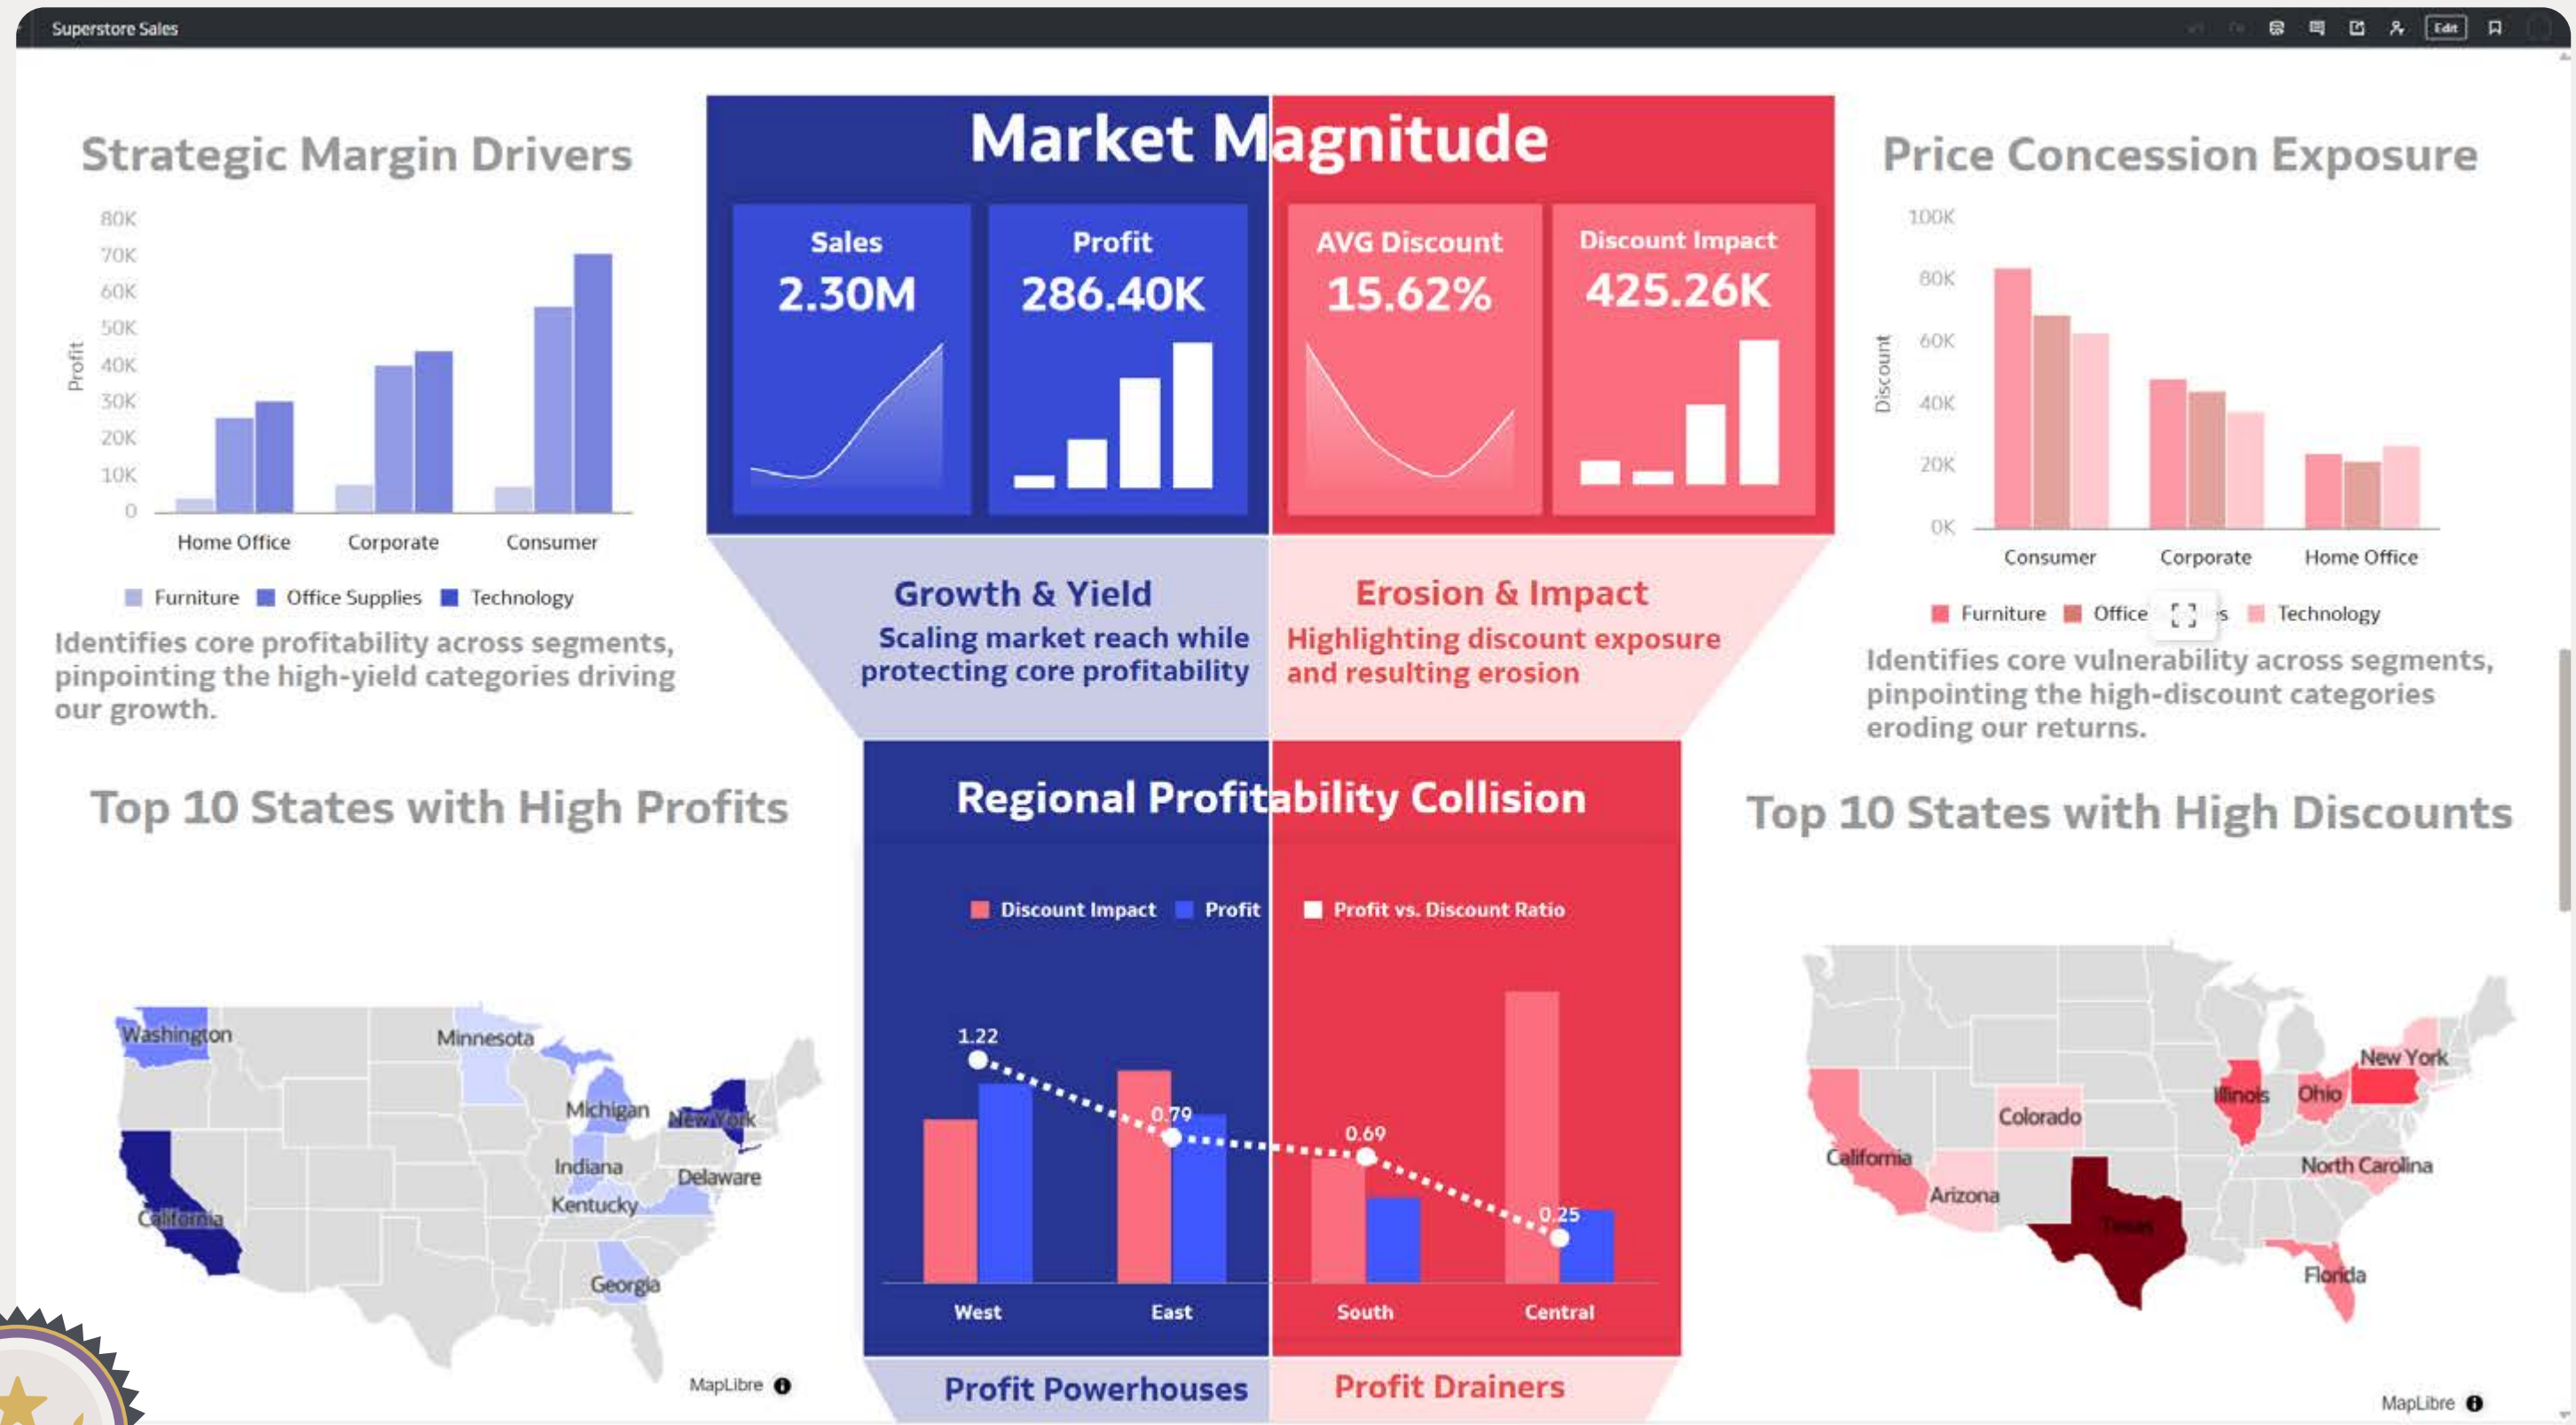 Superstore Sales
Edit
Strategic Margin Drivers
80K
70K
60K
50K
40K
30K
20K
10K
0
Profit
Home Office
Corporate
Consumer
Furniture
Office Supplies
Technology
Identifies core profitability across segments,
pinpointing the high-yield categories driving
our growth.
Market Magnitude
Sales
2.30M
Profit
286.40K
AVG Discount
15.62%
Discount Impact
425.26K
Growth & Yield
Scaling market reach while
protecting core profitability
Erosion & Impact
Highlighting discount exposure
and resulting erosion
Price Concession Exposure
100K
80K
60K
40K
20K
0K
Discount
Consumer
Corporate
Home Office
Furniture
Office
Technology
Identifies core vulnerability across segments,
pinpointing the high-discount categories
eroding our returns.
Top 10 States with High Profits
Washington
Minnesota
Michigan
New York
Indiana
Delaware
Kentucky
California
Georgia
MapLibre
Regional Profitability Collision
Discount Impact
Profit
Profit vs. Discount Ratio
1.22
0.79
0.69
0.25
West
East
South
Central
Profit Powerhouses
Profit Drainers
Top 10 States with High Discounts
New York
Illinois
Ohio
Colorado
California
North Carolina
Arizona
Texas
Florida
MapLibre